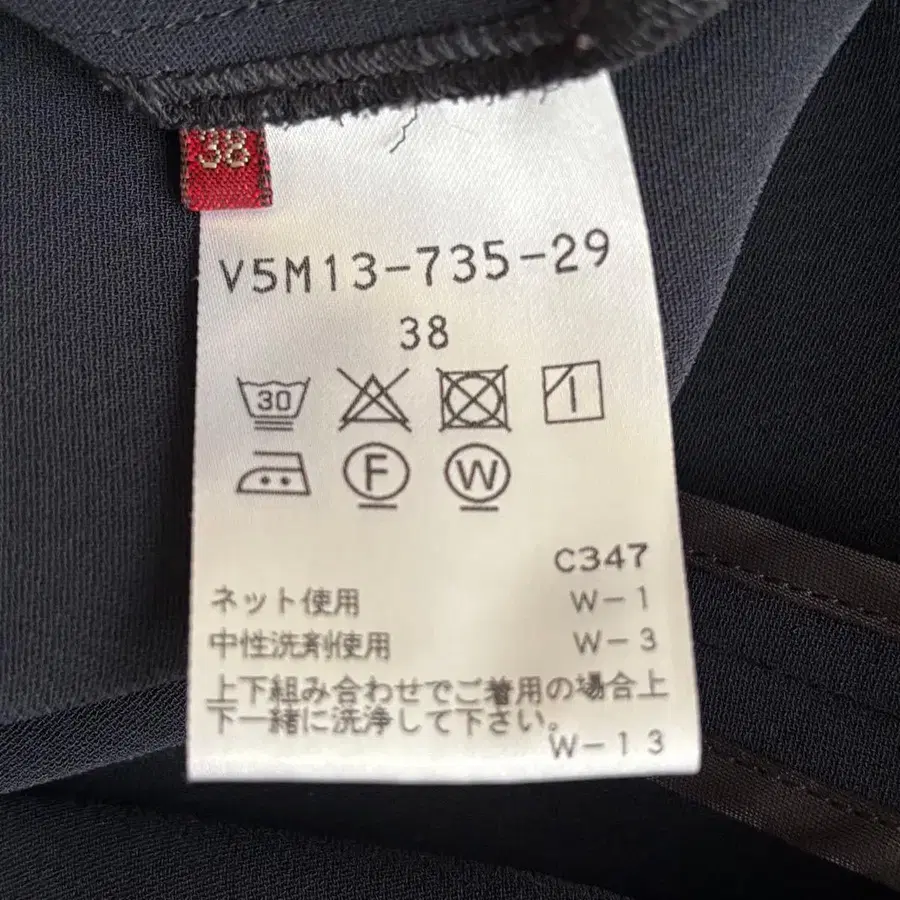 38
V5M13-735-29
38
30
F W
C347
ネット使用 W-1
中性洗剤使用 W-3
上下組み合わせでご着用の場合上
下一緒に洗浄して下さい。
W-13